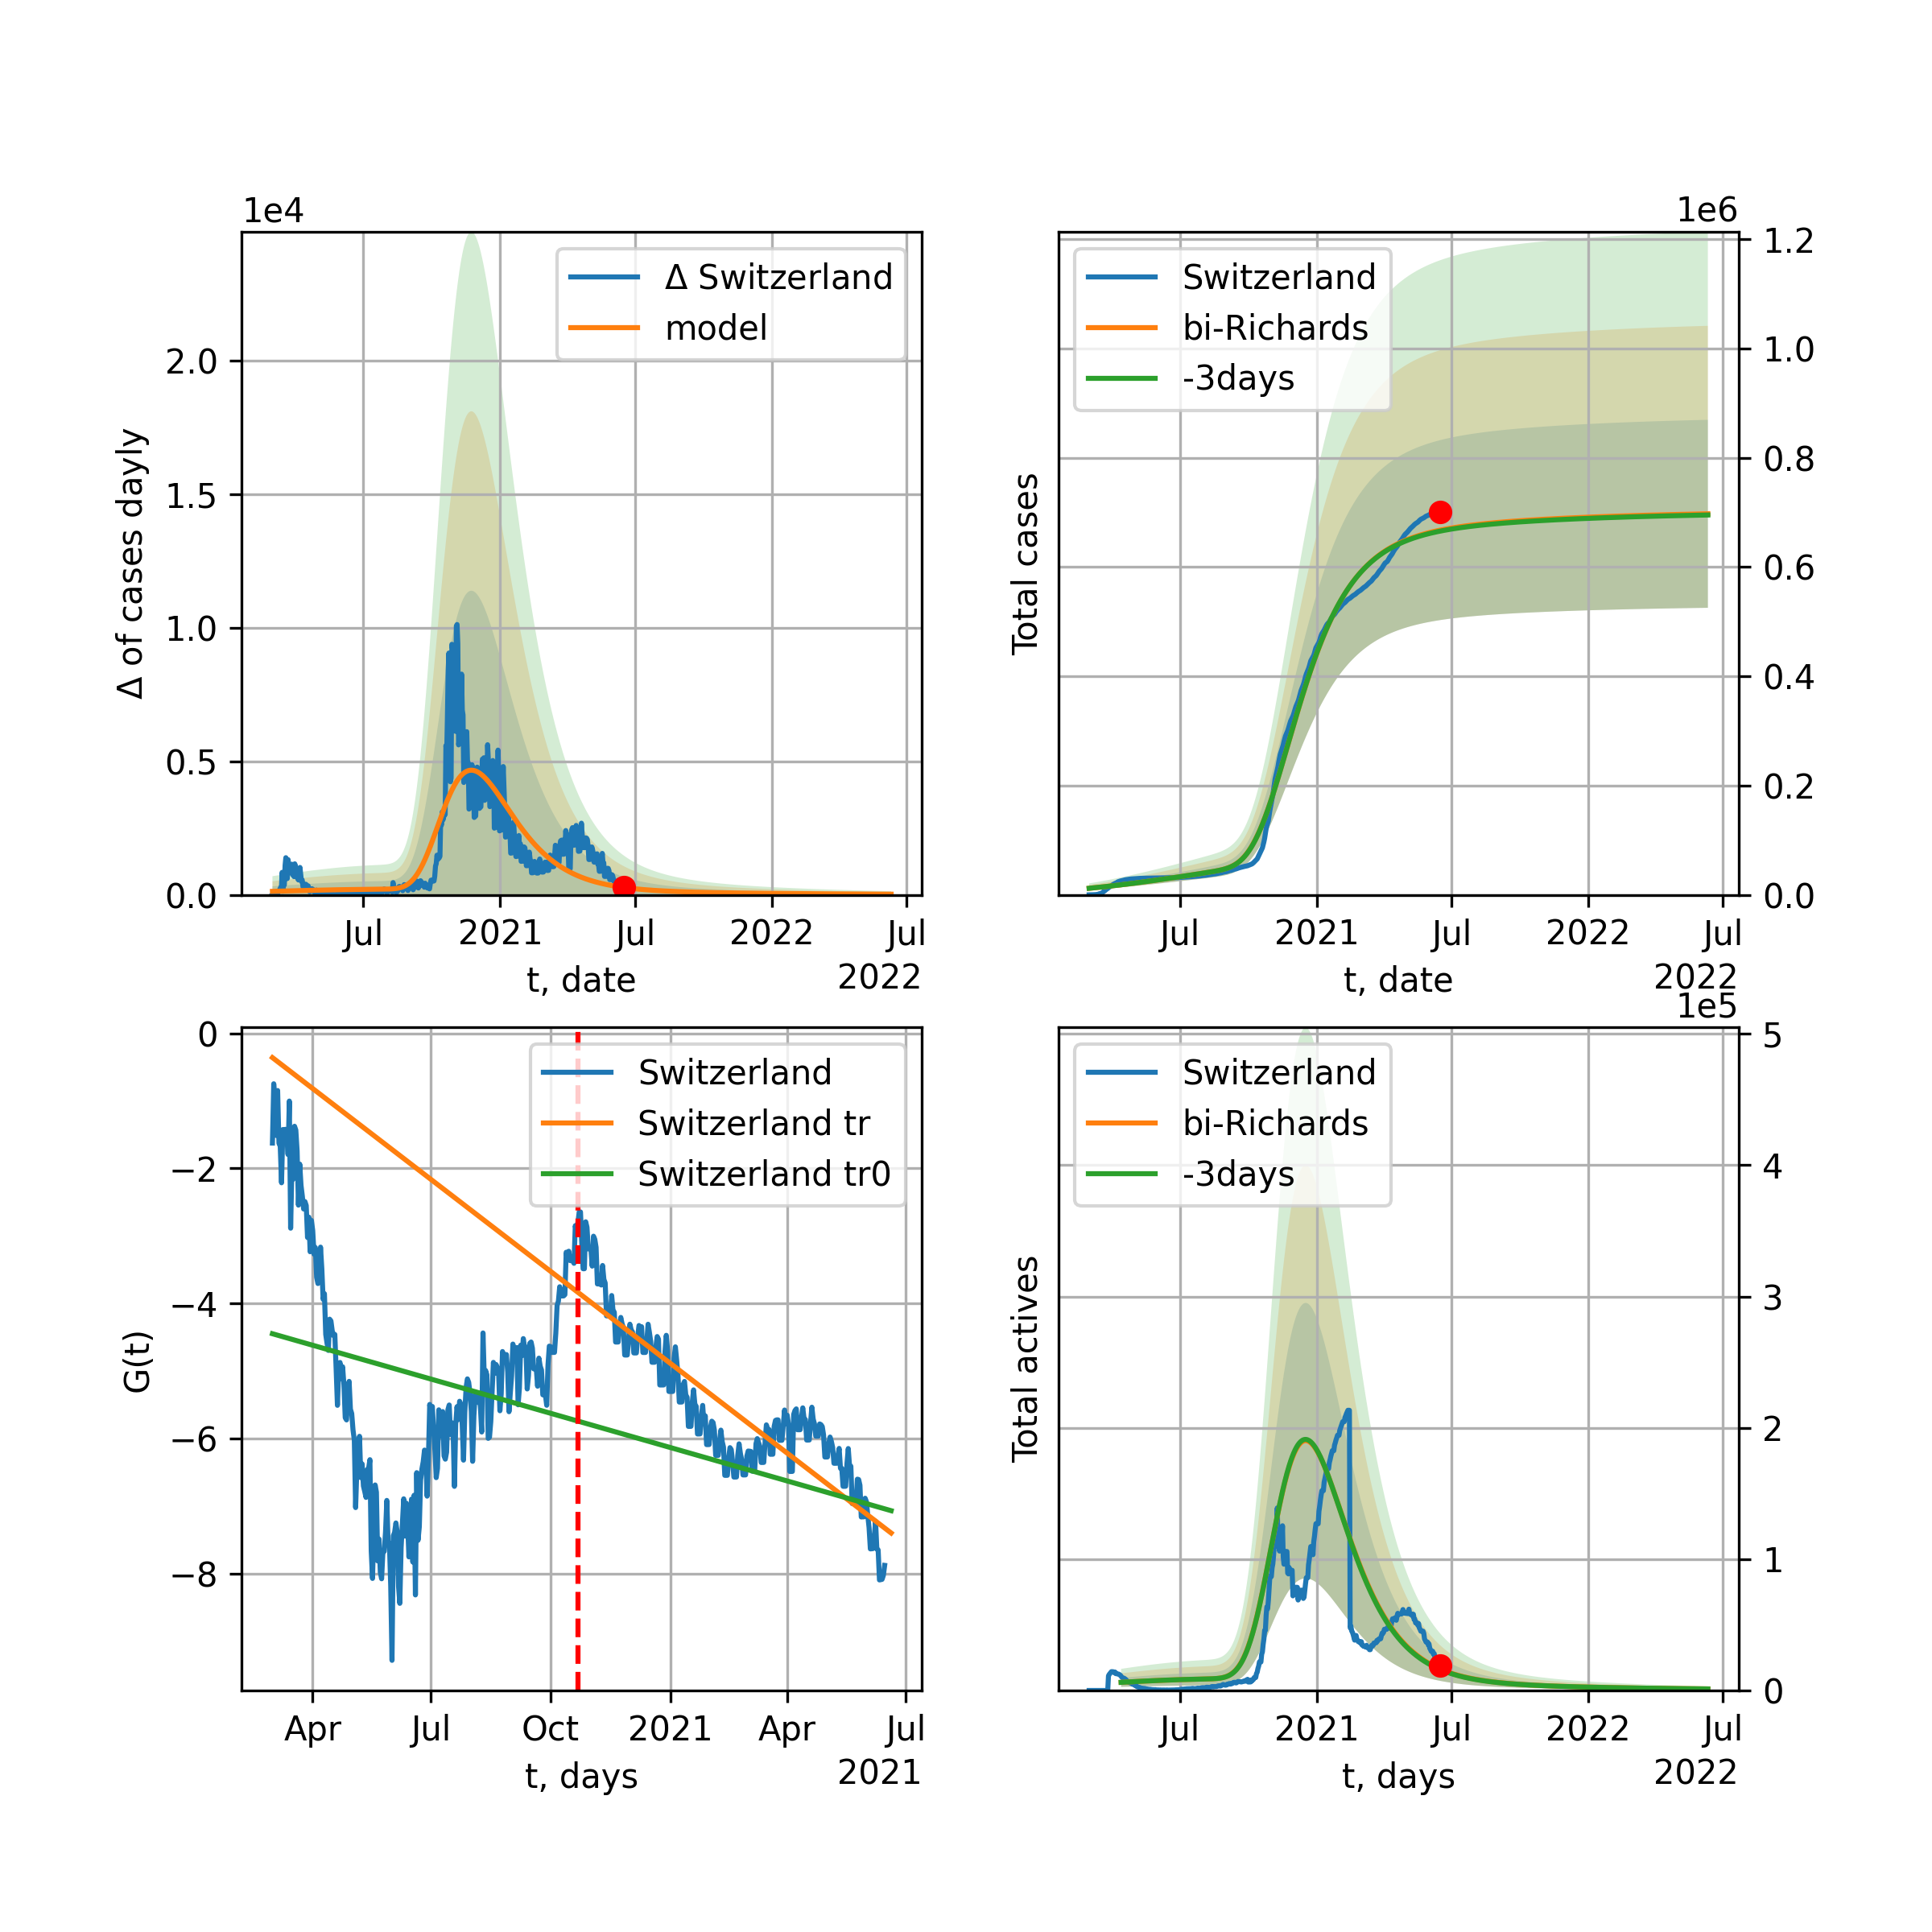 1e4
Δ of cases dayly
2.0
1.5
1.0
0.5
0.0
Δ Switzerland
model
Jul
2021
Jul
2022
Jul
2022
t, date
1e6
Total cases
Switzerland
bi-Richards
-3days
1.2
1.0
0.8
0.6
0.4
0.2
0.0
Jul
2021
Jul
2022
Jul
2022
t, date
G(t)
0
−2
−4
−6
−8
Switzerland
Switzerland tr
Switzerland tr0
Apr
Jul
Oct
2021
Apr
Jul
2021
t, days
1e5
Total actives
Switzerland
bi-Richards
-3days
5
4
3
2
1
0
Jul
2021
Jul
2022
Jul
2022
t, days